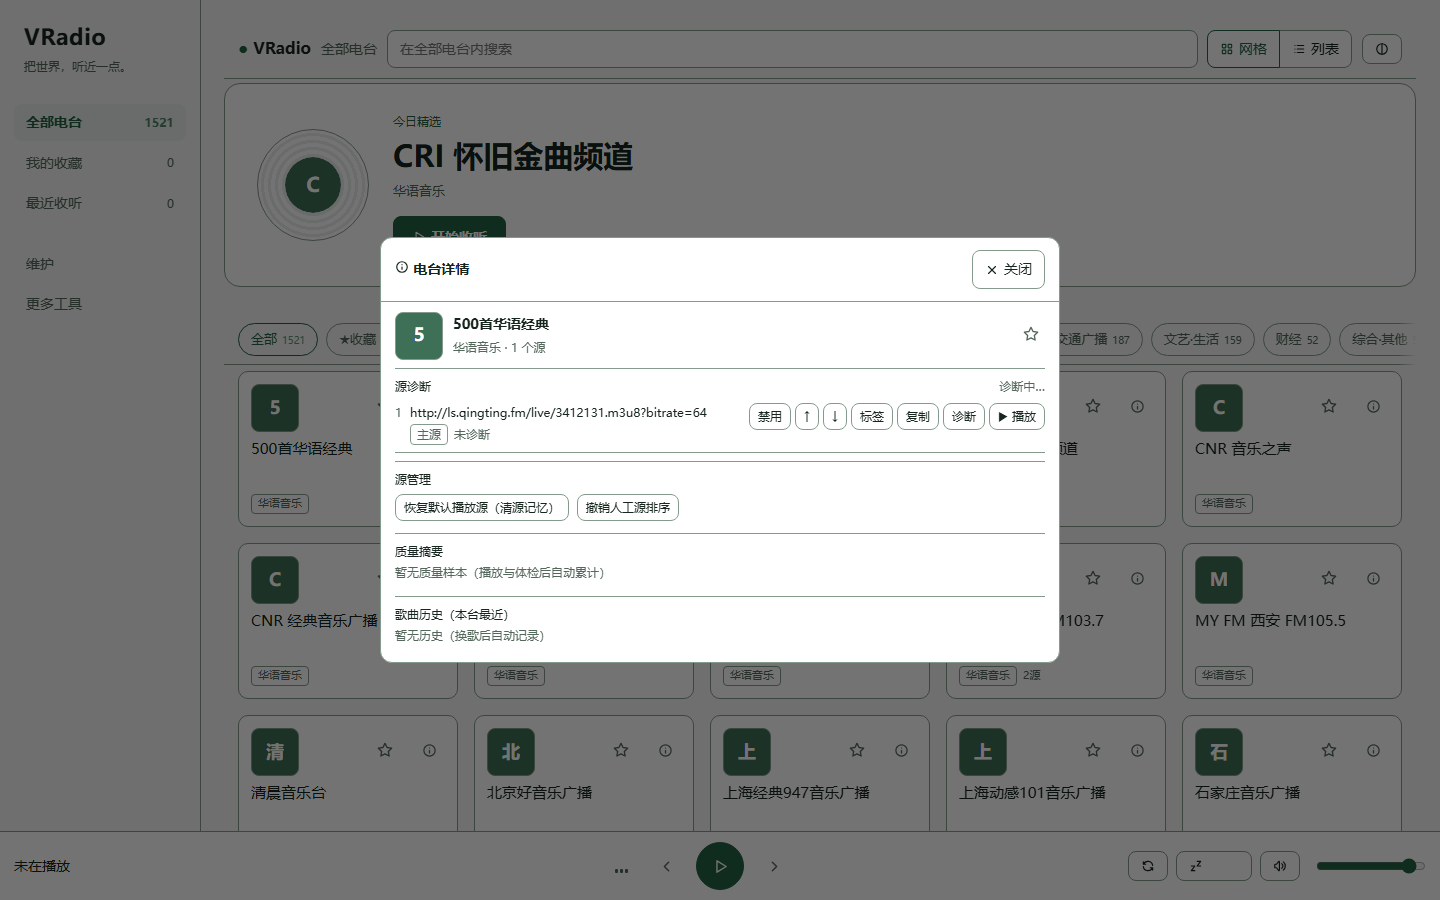 VRadio
把世界，听近一点。
全部电台 1521
我的收藏 0
最近收听 0
维护
更多工具
VRadio 全部电台 在全部电台内搜索 网格 列表
C
今日精选
CRI 怀旧金曲频道
华语音乐
全部 1521 ★收藏 交通广播 187 文艺·生活 159 财经 52 综合·其他
电台详情 × 关闭
5
500首华语经典
华语音乐 · 1 个源
源诊断 诊断中...
1 http://ls.qingting.fm/live/3412131.m3u8?bitrate=64 禁用 ↑ ↓ 标签 复制 诊断 ▶ 播放
主源 未诊断
源管理
恢复默认播放源（清源记忆） 撤销人工源排序
质量摘要
暂无质量样本（播放与体检后自动累计）
歌曲历史（本台最近）
暂无历史（换歌后自动记录）
5 C
500首华语经典 CNR 音乐之声
华语音乐 华语音乐
C M
CNR 经典音乐广播 MY FM 西安 FM105.5
华语音乐 华语音乐 华语音乐 华语音乐 2源 华语音乐
清 北 上 上 石
清晨音乐台 北京好音乐广播 上海经典947音乐广播 上海动感101音乐广播 石家庄音乐广播
未在播放 ... zz